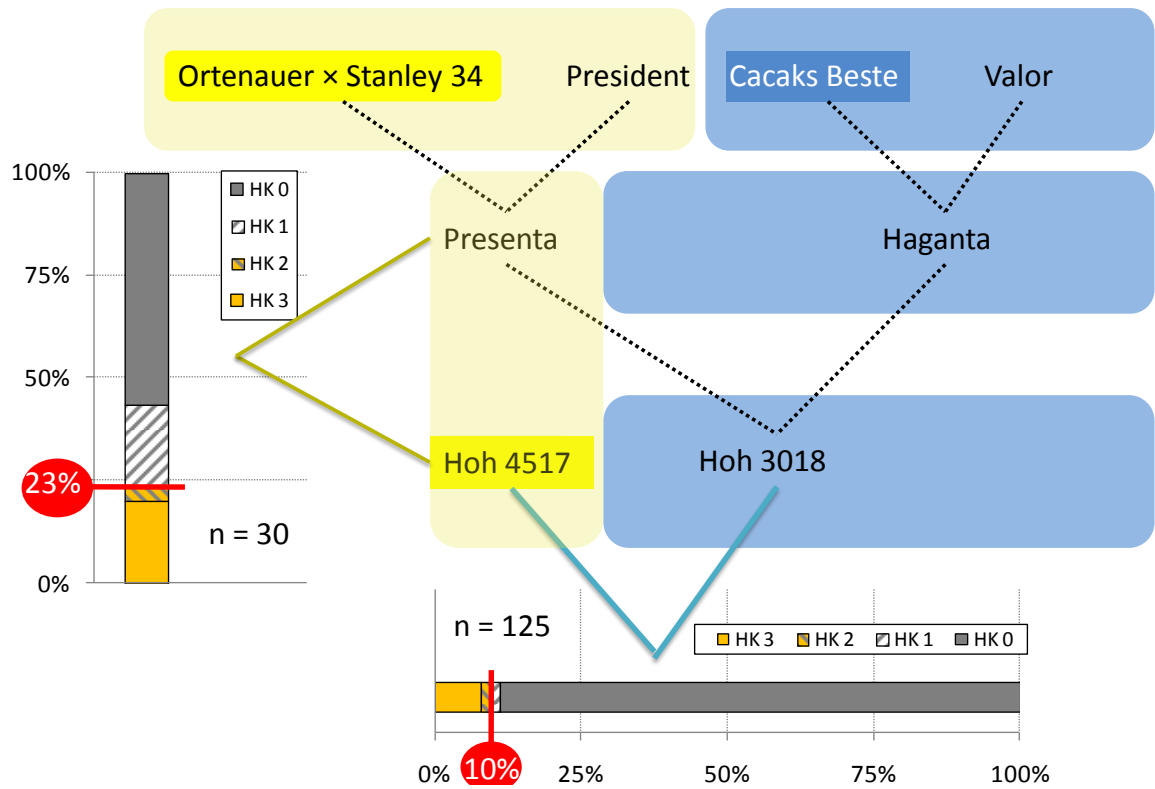 Ortenauer × Stanley 34 President Cacaks Beste Valor
100%
HK 0
HK 1
HK 2
HK 3
75%
50%
23%
0%
n = 30
Presenta Haganta
Hoh 4517 Hoh 3018
n = 125
HK 3 HK 2 HK 1 HK 0
0% 10% 25% 50% 75% 100%